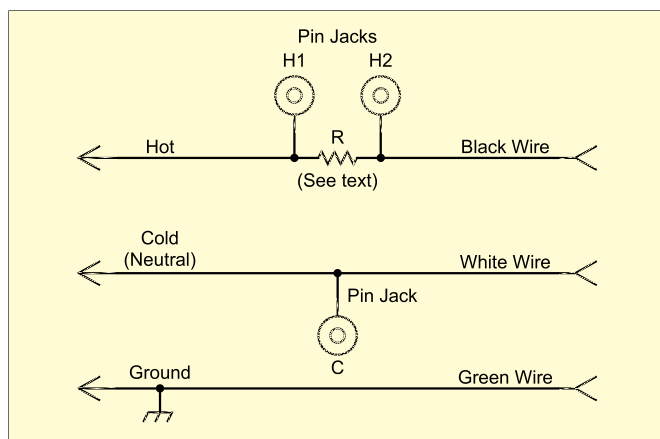 Pin Jacks
H1
H2
R
Hot
Black Wire
(See text)
Cold
(Neutral)
White Wire
Pin Jack
C
Ground
Green Wire